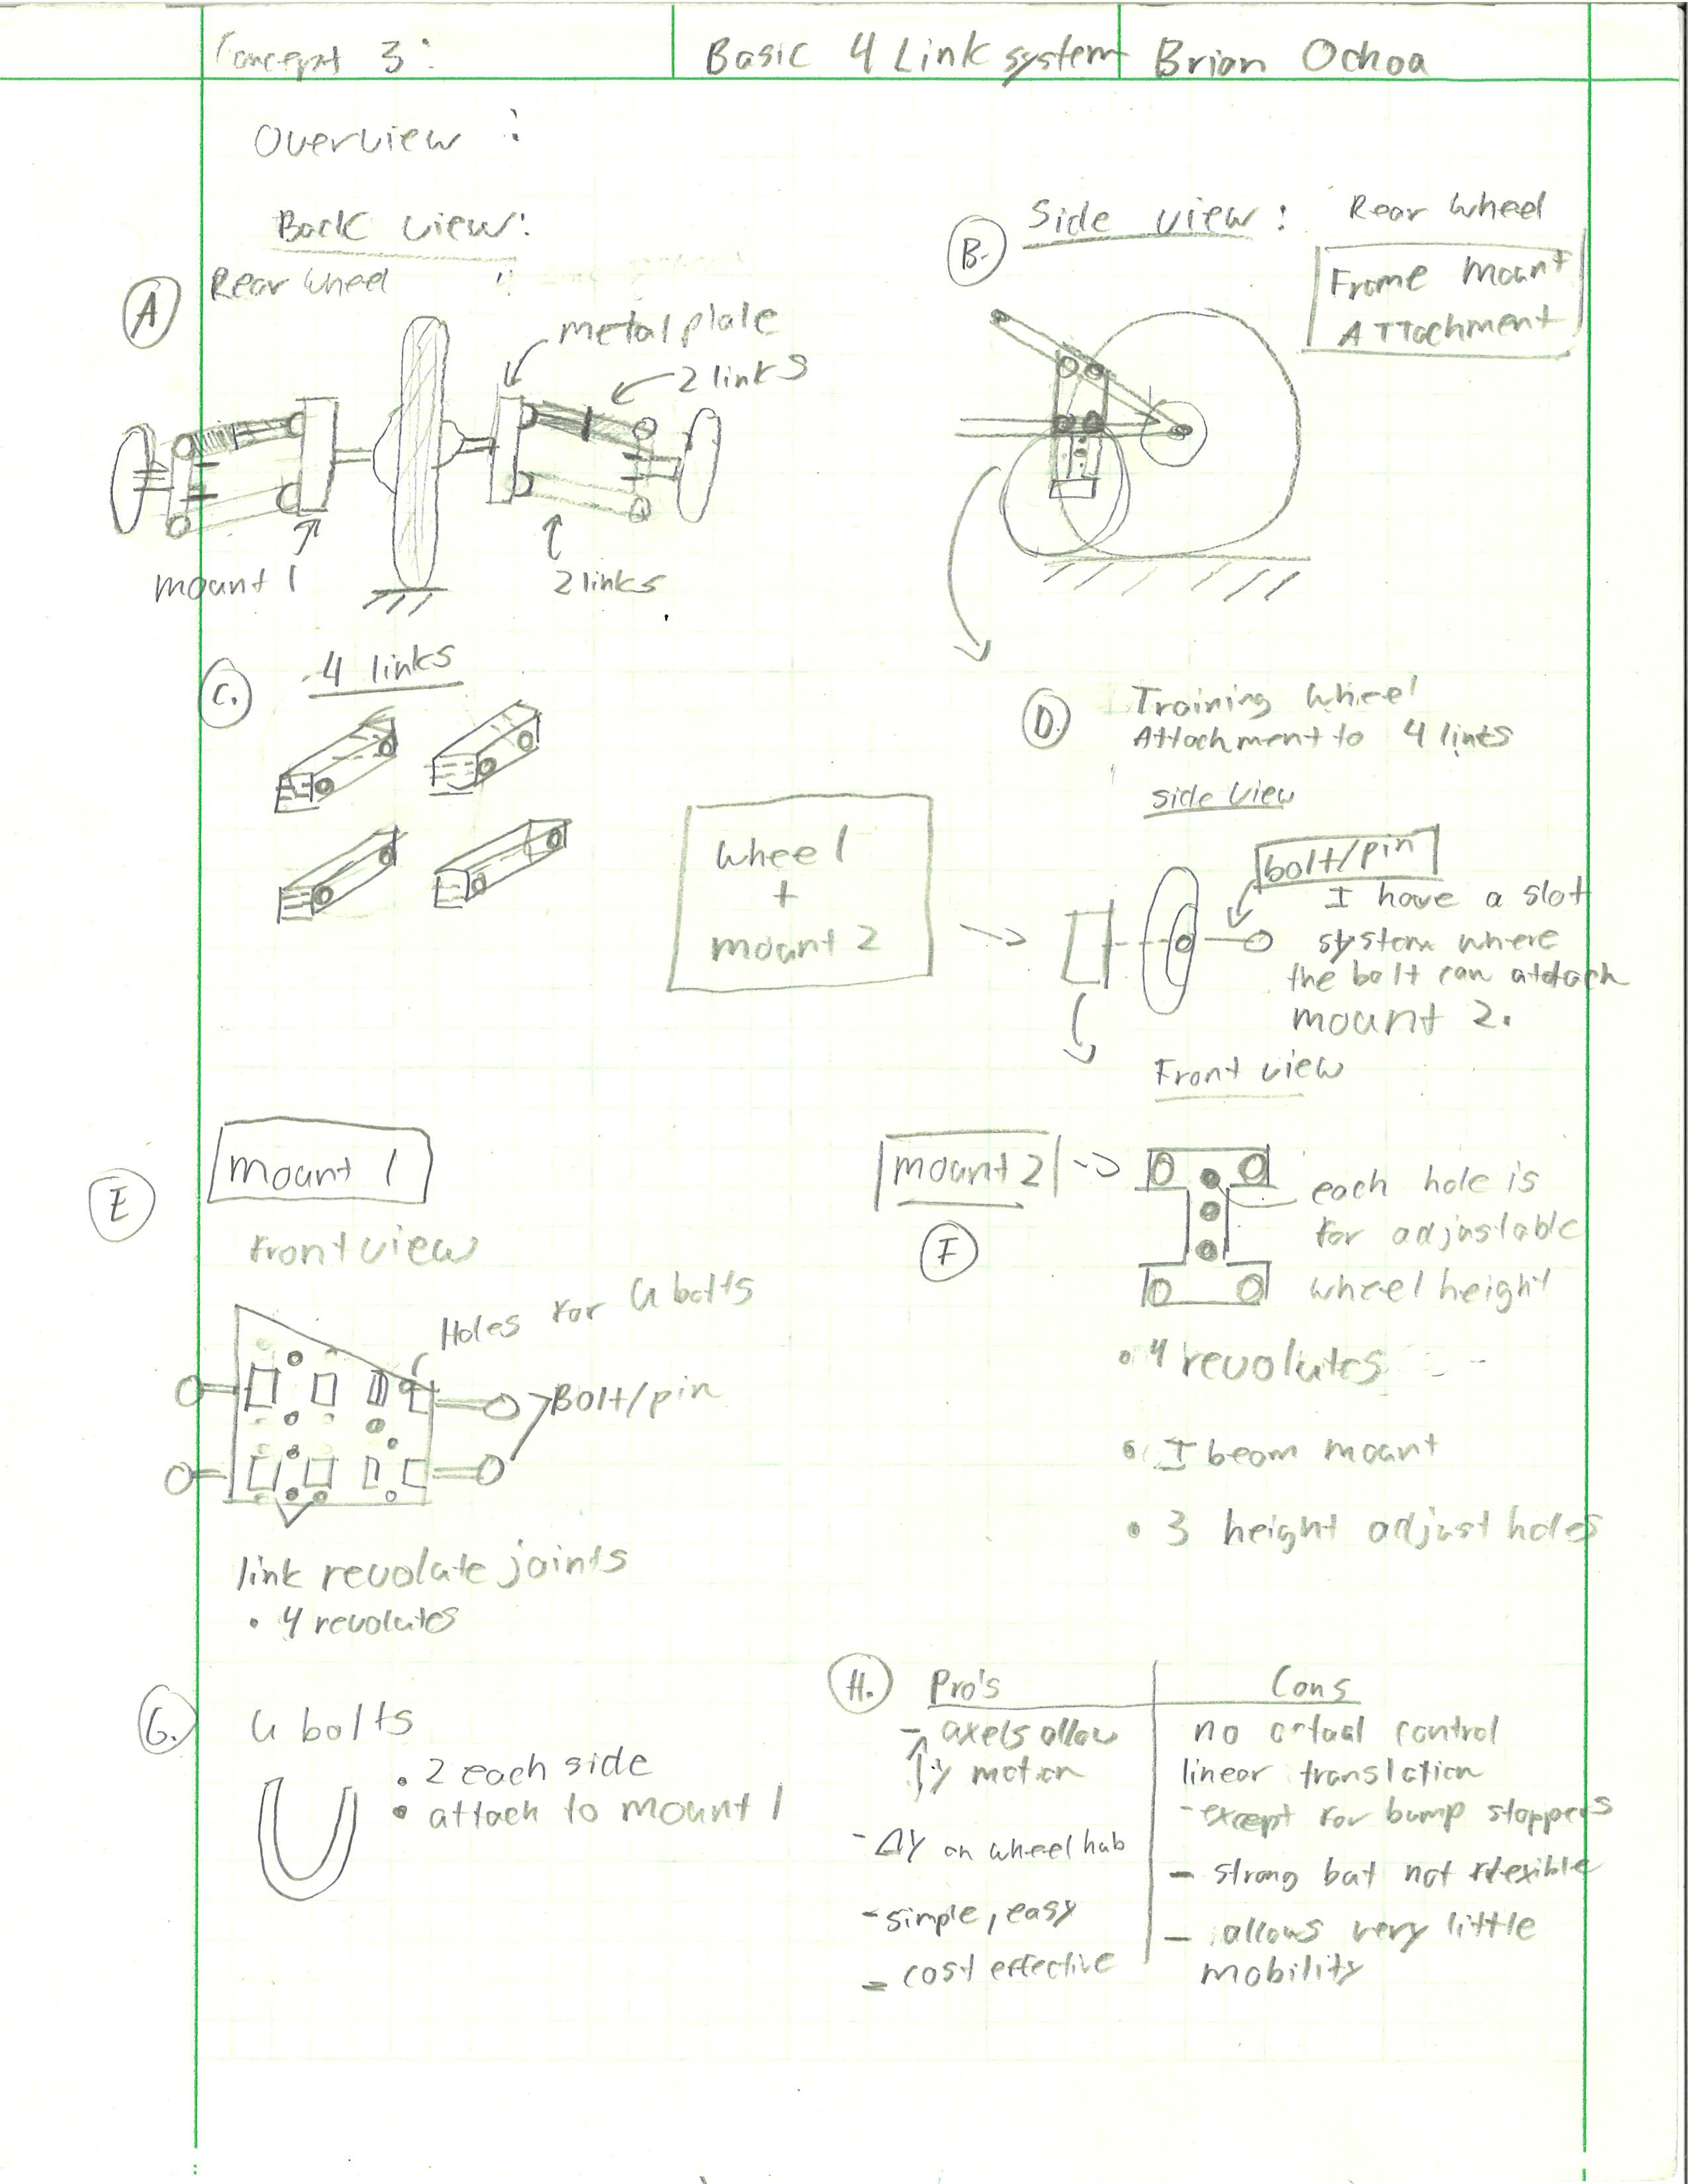 Concept 3:
Basic 4 Link system
Brian Ochoa
Overview :
Back view:
Rear wheel
A
metal plate
2 links
mount 1
2 links
B.
Side view : Rear wheel
Frame mount
Attachment
C.
4 links
D.
Training wheel
Attachment to 4 links
side view
wheel
+
mount 2
bolt/pin
I have a slot
system where
the bolt can attach
mount 2.
Front view
E
mount 1
Front view
Holes for U bolts
Bolt/pin
link revolute joints
• 4 revolutes
mount 2
F
each hole is
for adjustable
wheel height
• 4 revolutes
• I beam mount
• 3 height adjust holes
G.
U bolts
• 2 each side
• attach to mount 1
H.
Pro's
- axels allow
y motion
- ΔY on wheel hub
- simple, easy
- cost effective
Cons
no actual control
linear translation
- except for bump stoppers
- strong but not flexible
- allows very little
mobility